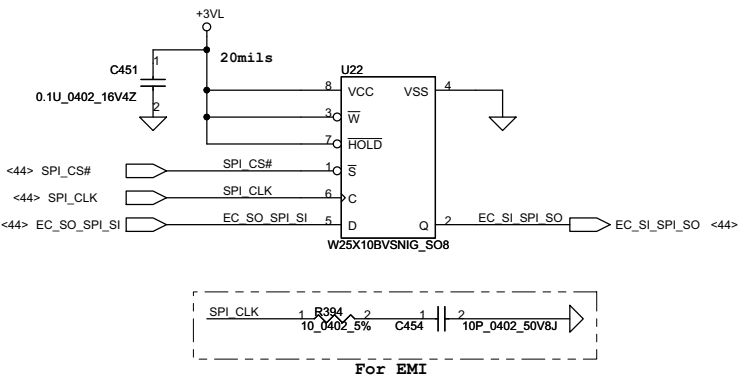 +3VL
20mils
C451
1
2
0.1U_0402_16V4Z
U22
8 VCC VSS 4
3 W
7 HOLD
<44> SPI_CS# SPI_CS# 1 S
<44> SPI_CLK SPI_CLK 6 C
<44> EC_SO_SPI_SI EC_SO_SPI_SI 5 D Q 2 EC_SI_SPI_SO EC_SI_SPI_SO <44>
W25X10BVSNIG_SO8
SPI_CLK 1 R394 2 1 2
10_0402_5% C454 10P_0402_50V8J
For EMI